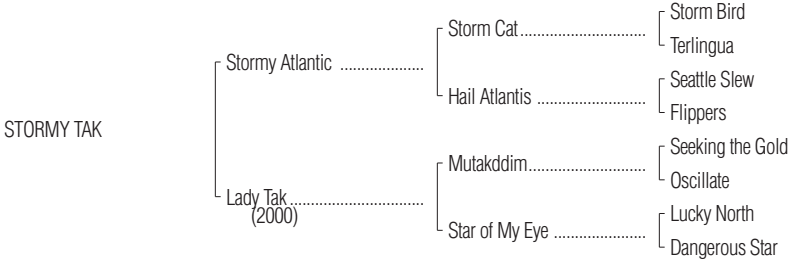 Storm Bird
Storm Cat..............................
Terlingua
Stormy Atlantic ....................
Seattle Slew
Hail Atlantis ..........................
Flippers
STORMY TAK
Seeking the Gold
Mutakddim............................
Oscillate
Lady Tak................................
(2000)
Lucky North
Star of My Eye ......................
Dangerous Star